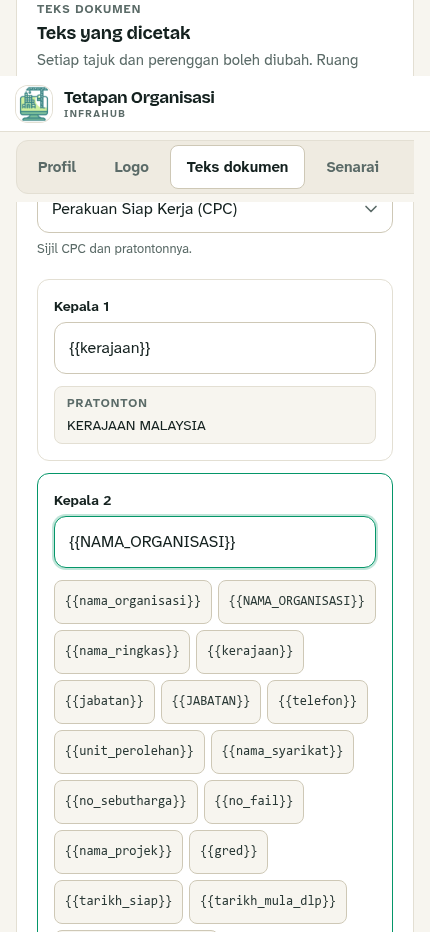 TEKS DOKUMEN
Teks yang dicetak
Setiap tajuk dan perenggan boleh diubah. Ruang
Tetapan Organisasi
INFRAHUB
Profil Logo Teks dokumen Senarai
Perakuan Siap Kerja (CPC)
Sijil CPC dan pratontonnya.
Kepala 1
{{kerajaan}}
PRATONTON
KERAJAAN MALAYSIA
Kepala 2
{{NAMA_ORGANISASI}}
{{nama_organisasi}} {{NAMA_ORGANISASI}}
{{nama_ringkas}} {{kerajaan}}
{{jabatan}} {{JABATAN}} {{telefon}}
{{unit_perolehan}} {{nama_syarikat}}
{{no_sebutharga}} {{no_fail}}
{{nama_projek}} {{gred}}
{{tarikh_siap}} {{tarikh_mula_dlp}}